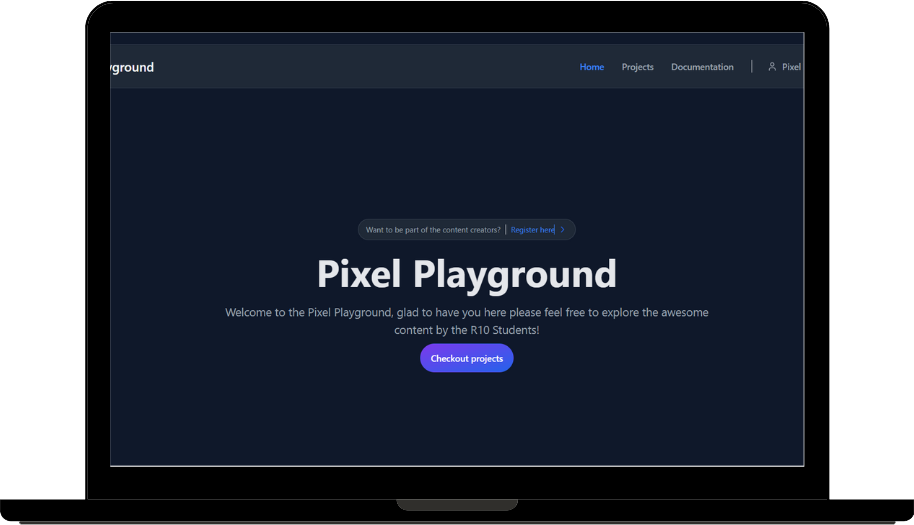 yground
Home Projects Documentation | Pixel
Want to be part of the content creators? | Register here
Pixel Playground
Welcome to the Pixel Playground, glad to have you here please feel free to explore the awesome
content by the R10 Students!
Checkout projects